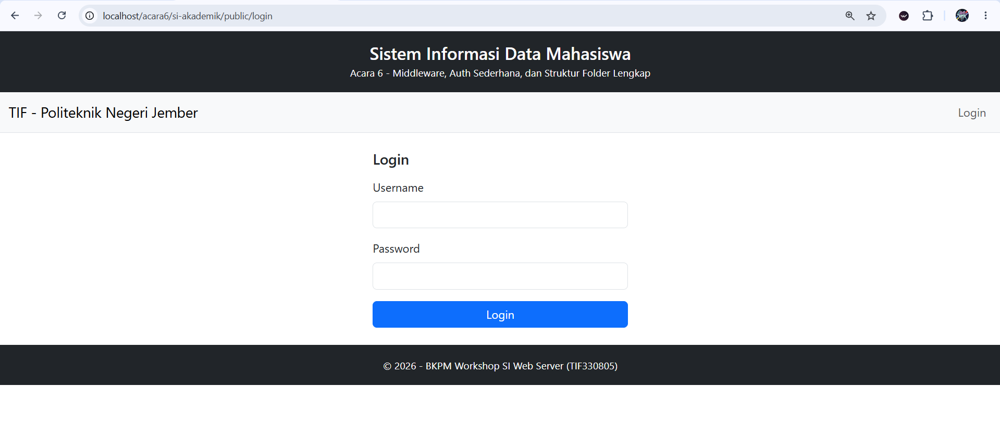 localhost/acara6/si-akademik/public/login
Sistem Informasi Data Mahasiswa
Acara 6 - Middleware, Auth Sederhana, dan Struktur Folder Lengkap
TIF - Politeknik Negeri Jember
Login
Login
Username
Password
Login
© 2026 - BKPM Workshop SI Web Server (TIF330805)